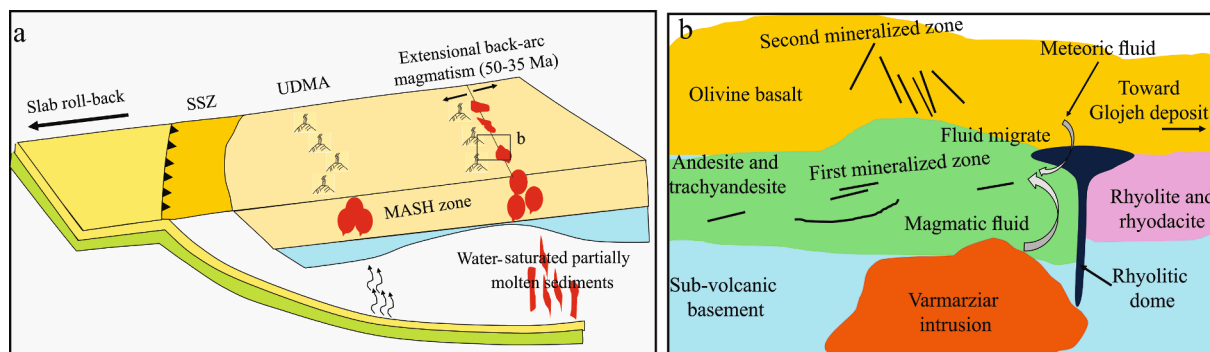 a
Extensional back-arc
magmatism (50-35 Ma)
UDMA
SSZ
Slab roll-back
b
MASH zone
Water-saturated partially
molten sediments
b
Second mineralized zone
Meteoric fluid
Olivine basalt
Toward
Glojeh deposit
Fluid migrate
Andesite and
trachyandesite
First mineralized zone
Rhyolite and
rhyodacite
Magmatic fluid
Sub-volcanic
basement
Varmarziar
intrusion
Rhyolitic
dome